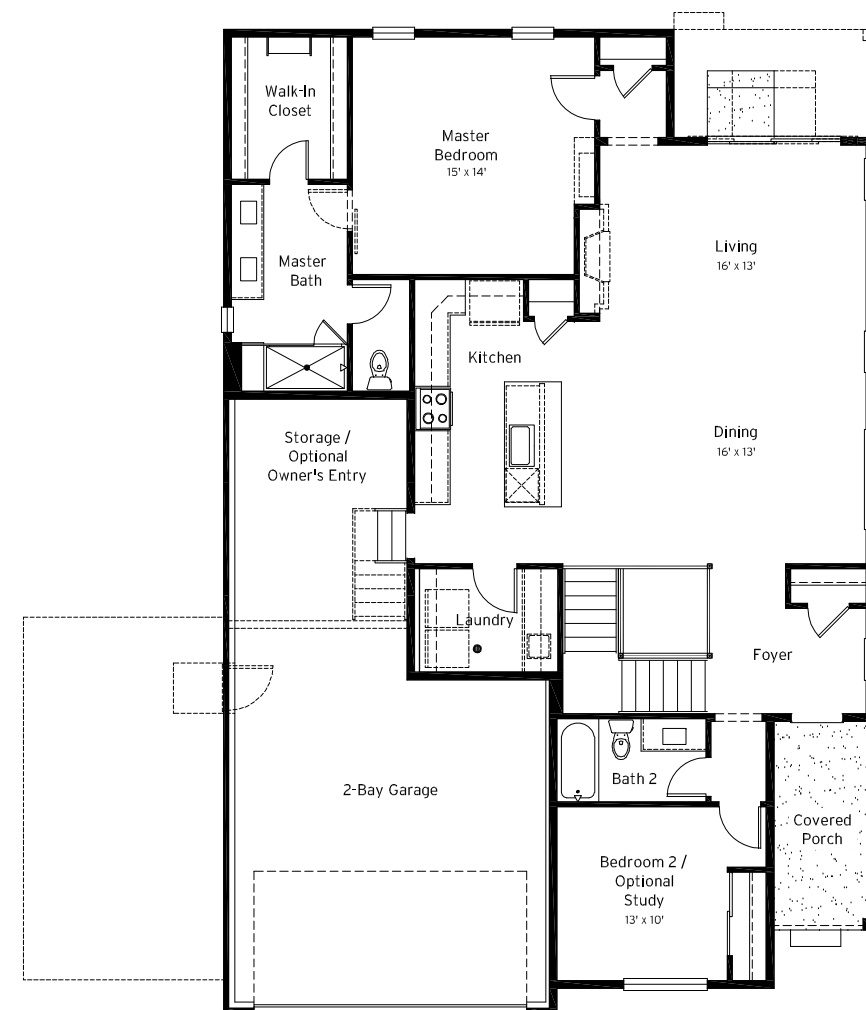 Walk-In
Closet
Master
Bedroom
15' x 14'
Living
16' x 13'
Master
Bath
Kitchen
Dining
16' x 13'
Storage /
Optional
Owner's Entry
Laundry
Foyer
Bath 2
2-Bay Garage
Covered
Porch
Bedroom 2 /
Optional
Study
13' x 10'